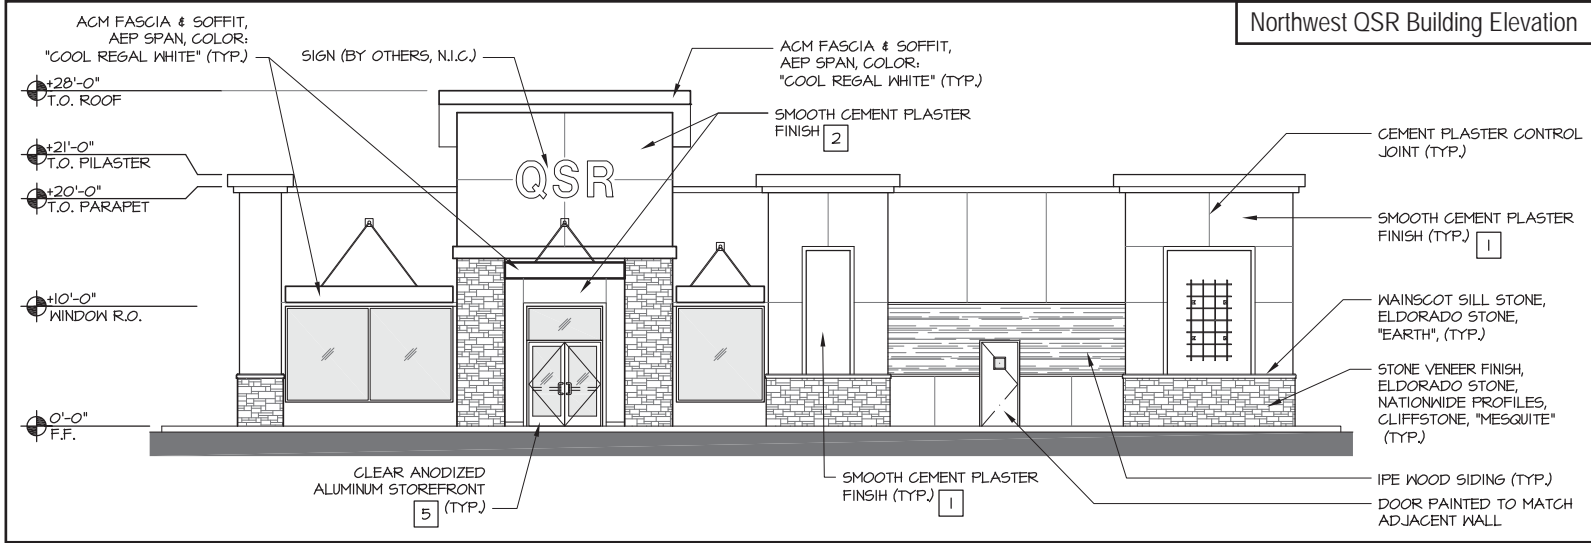 Northwest QSR Building Elevation
ACM FASCIA & SOFFIT,
AEP SPAN, COLOR:
"COOL REGAL WHITE" (TYP.)
SIGN (BY OTHERS, N.I.C.)
ACM FASCIA & SOFFIT,
AEP SPAN, COLOR:
"COOL REGAL WHITE" (TYP.)
SMOOTH CEMENT PLASTER
FINISH 2
CEMENT PLASTER CONTROL
JOINT (TYP.)
SMOOTH CEMENT PLASTER
FINISH (TYP.) 1
WAINSCOT SILL STONE,
ELDORADO STONE,
"EARTH", (TYP.)
STONE VENEER FINISH,
ELDORADO STONE,
NATIONWIDE PROFILES,
CLIFFSTONE, "MESQUITE"
(TYP.)
IPE WOOD SIDING (TYP.)
DOOR PAINTED TO MATCH
ADJACENT WALL
+28'-0"
T.O. ROOF
+21'-0"
T.O. PILASTER
+20'-0"
T.O. PARAPET
+10'-0"
WINDOW R.O.
0'-0"
F.F.
QSR
CLEAR ANODIZED
ALUMINUM STOREFRONT
5 (TYP.)
SMOOTH CEMENT PLASTER
FINSIH (TYP.) 1